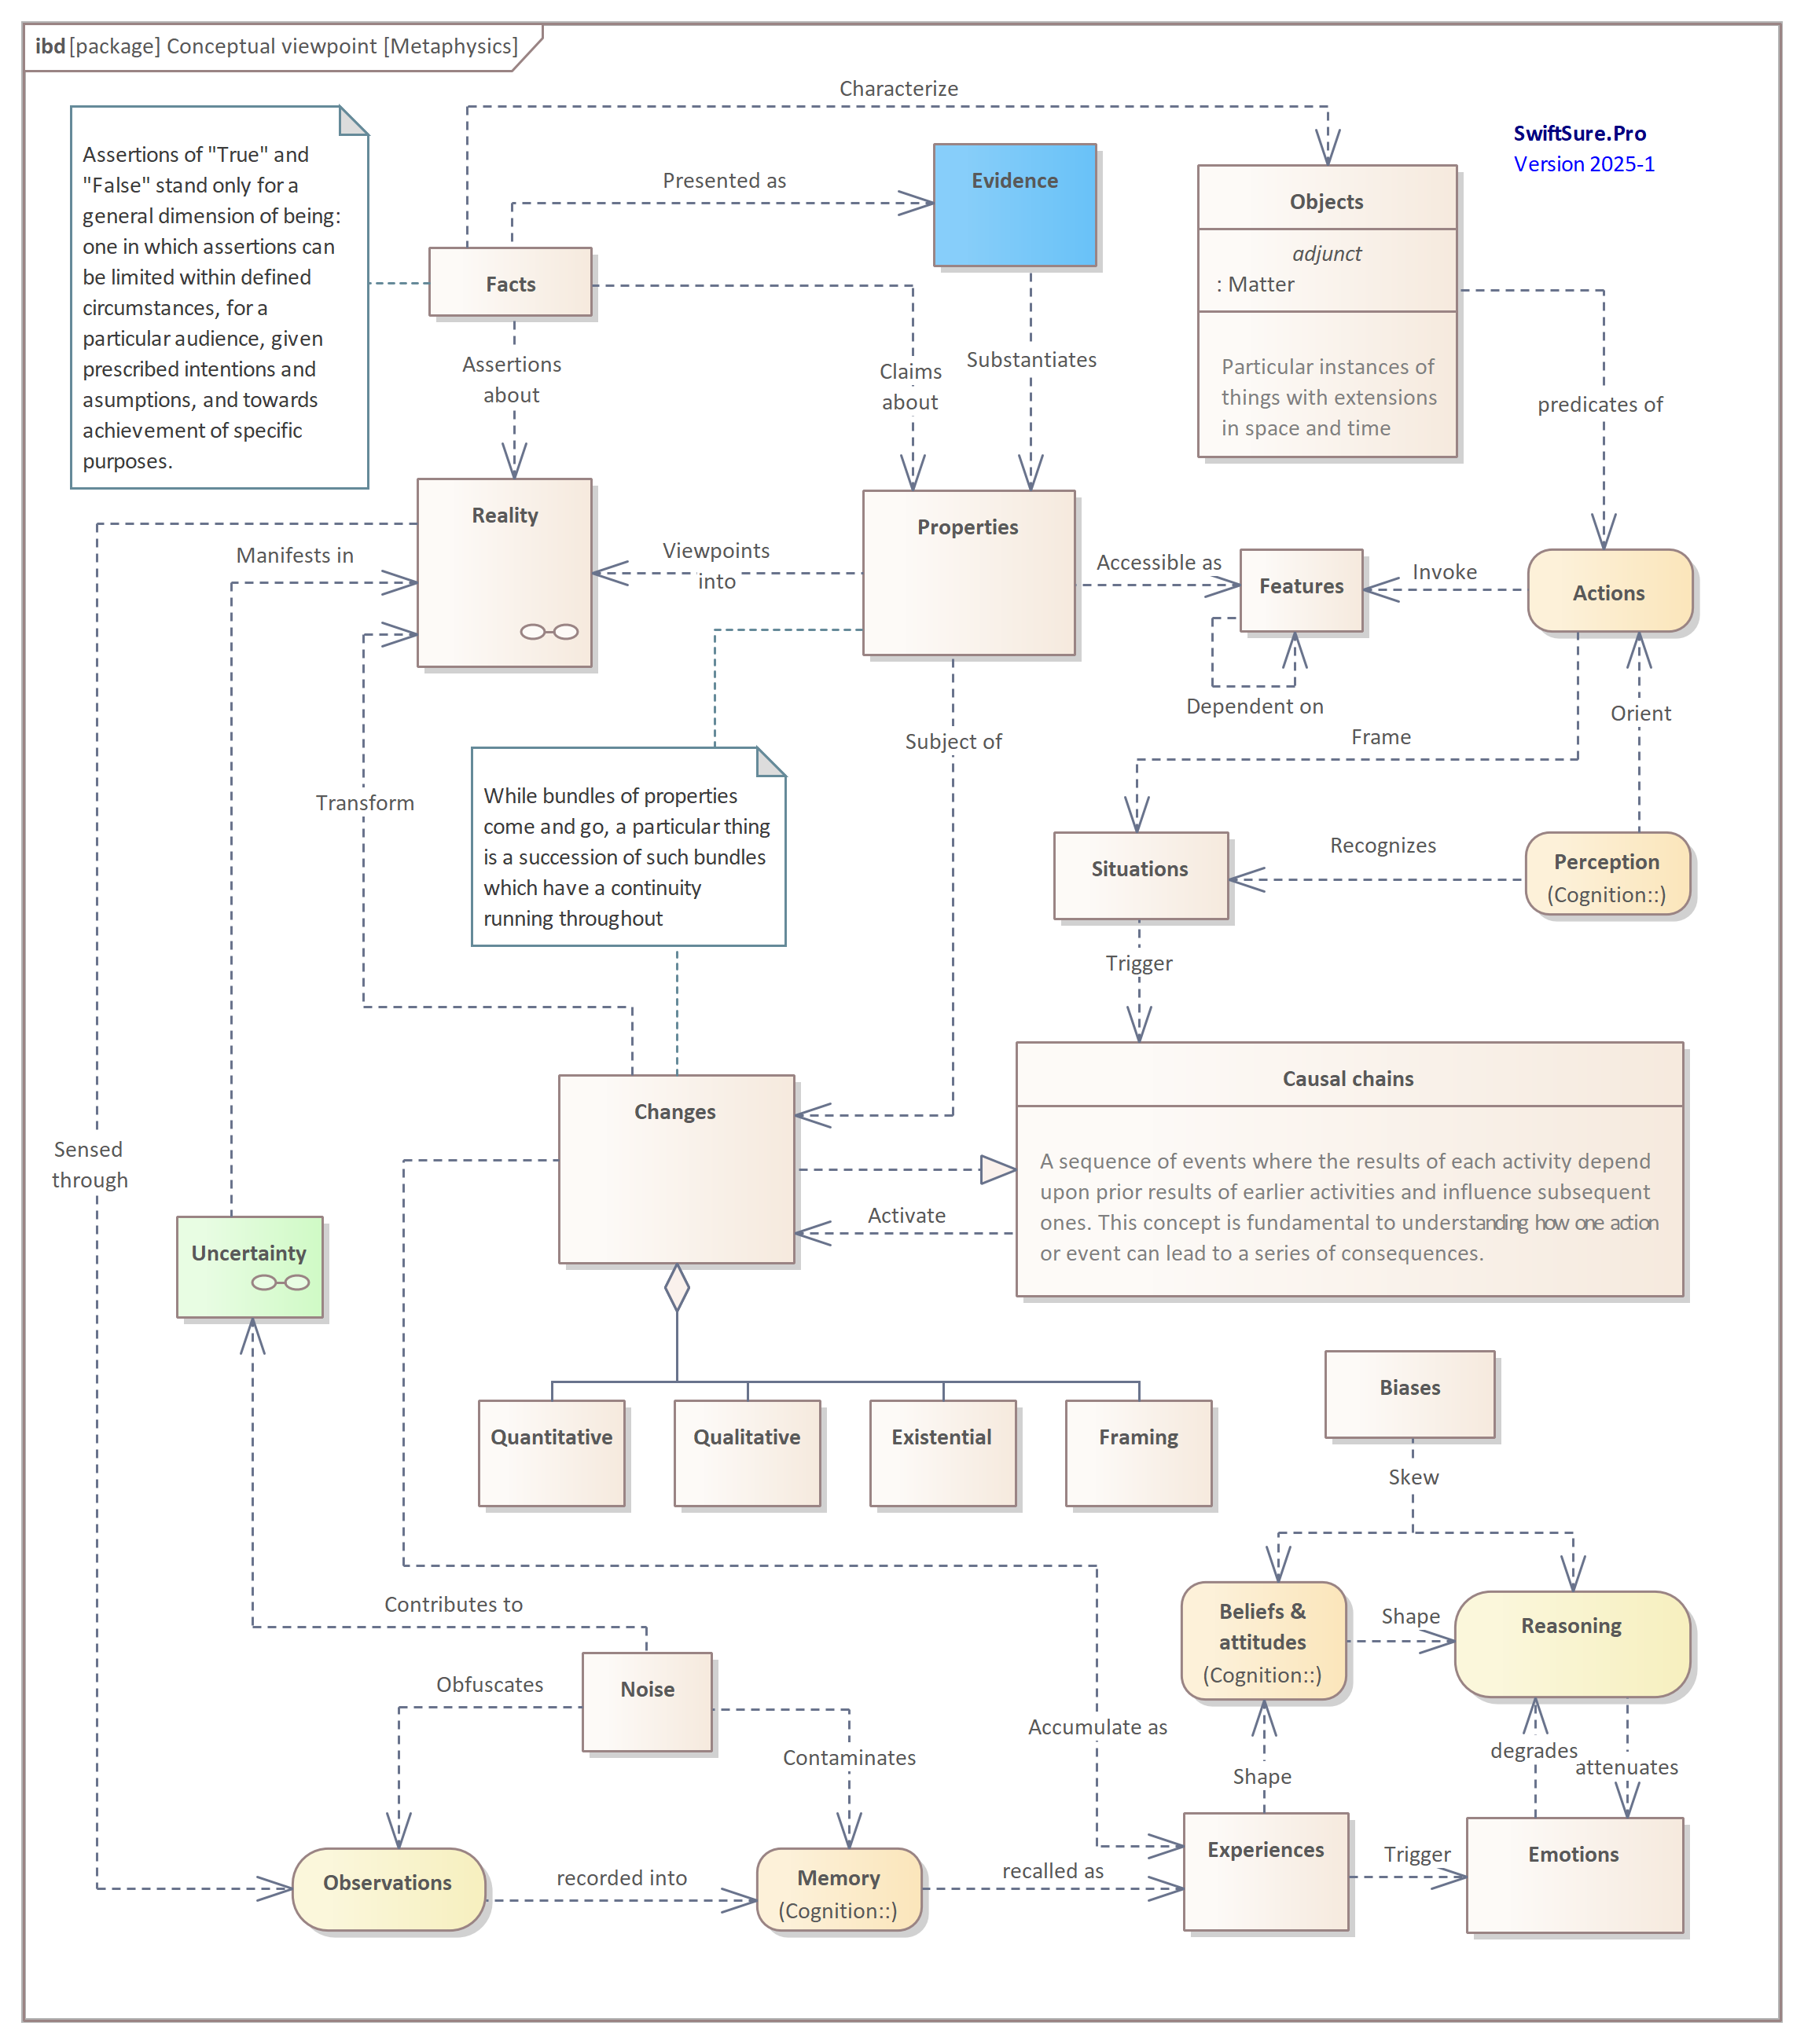 ibd [package] Conceptual viewpoint [Metaphysics]
Characterize
SwiftSure.Pro
Version 2025-1
Assertions of "True" and
"False" stand only for a
general dimension of being:
one in which assertions can
be limited within defined
circumstances, for a
particular audience, given
prescribed intentions and
asumptions, and towards
achievement of specific
purposes.
Presented as
Evidence
Objects
adjunct
: Matter
Particular instances of
things with extensions
in space and time
Facts
Assertions
about
Claims
about
Substantiates
predicates of
Reality
Properties
Manifests in
Viewpoints
into
Accessible as
Features
Invoke
Actions
Dependent on
Orient
Subject of
Frame
Transform
While bundles of properties
come and go, a particular thing
is a succession of such bundles
which have a continuity
running throughout
Situations
Recognizes
Perception
(Cognition::)
Trigger
Causal chains
A sequence of events where the results of each activity depend
upon prior results of earlier activities and influence subsequent
ones. This concept is fundamental to understanding how one action
or event can lead to a series of consequences.
Changes
Sensed
through
Activate
Uncertainty
Biases
Quantitative
Qualitative
Existential
Framing
Skew
Contributes to
Beliefs &
attitudes
(Cognition::)
Shape
Reasoning
Noise
Obfuscates
Contaminates
Accumulate as
Shape
degrades
attenuates
Observations
recorded into
Memory
(Cognition::)
recalled as
Experiences
Trigger
Emotions